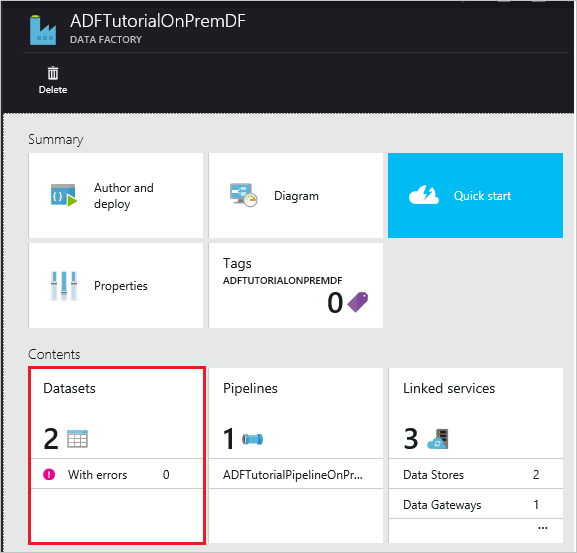 ADFTutorialOnPremDF
DATA FACTORY
Delete
Summary
Author and
deploy
Diagram
Quick start
Properties
Tags
ADFTUTORIALONPREMDF
0
Contents
Datasets
2
With errors 0
Pipelines
1
ADFTutorialPipelineOnPr...
Linked services
3
Data Stores 2
Data Gateways 1
...